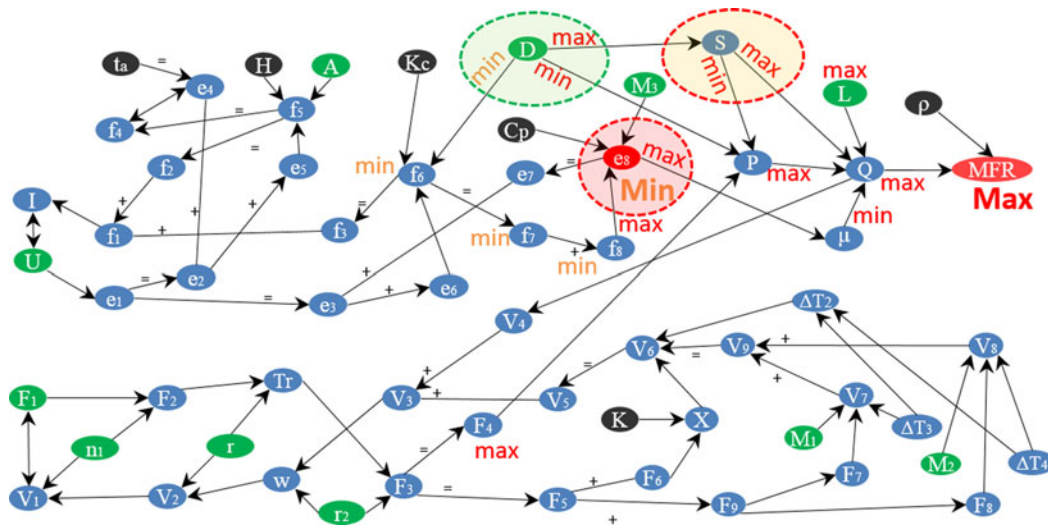 ta = H A Kc D max S M3 max L ρ
min min min max
e4 f5 Cp
f4 = f2 = e5 min f6 = e7 = e8 max Min P max Q max MFR Max
I + + + f1 + f3 = = min f7 + f8 max min μ min
U e1 = e2 + e3 = + e6
V4 ΔT2
F1 F2 Tr V3 + + V5 = V6 = V9 + V8
n1 r F4 max K X + V7 M1 ΔT3 M2 ΔT4
V1 V2 w r2 F3 = = F5 + + F6 F9 F7 F8